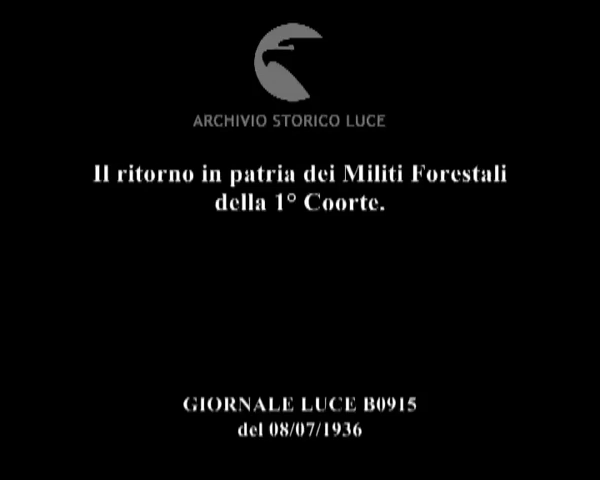 ARCHIVIO STORICO LUCE
Il ritorno in patria dei Militi Forestali
della 1° Coorte.
GIORNALE LUCE B0915
del 08/07/1936